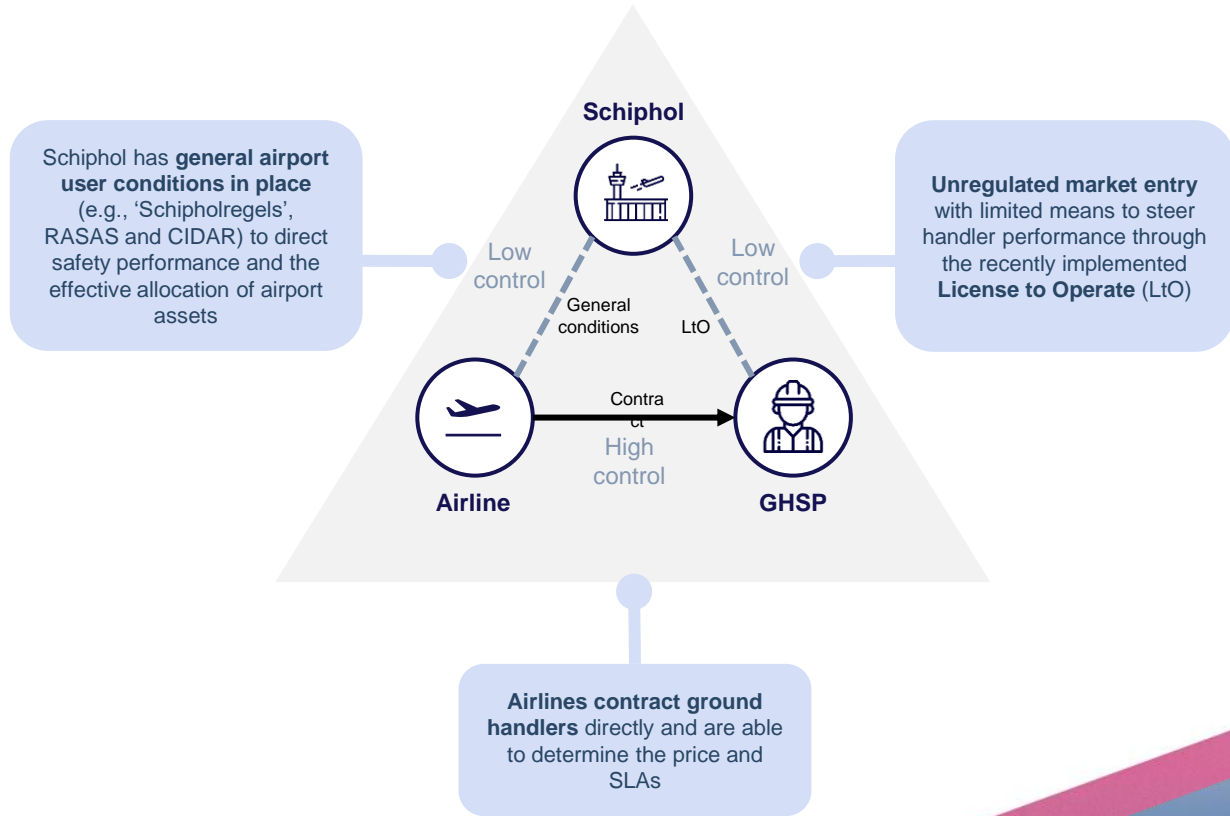 Schiphol
Schiphol has general airport
user conditions in place
(e.g., ‘Schipholregels’,
RASAS and CIDAR) to direct
safety performance and the
effective allocation of airport
assets
Unregulated market entry
with limited means to steer
handler performance through
the recently implemented
License to Operate (LtO)
Low
control
Low
control
General
conditions
LtO
Contra
ct
High
control
Airline
GHSP
Airlines contract ground
handlers directly and are able
to determine the price and
SLAs